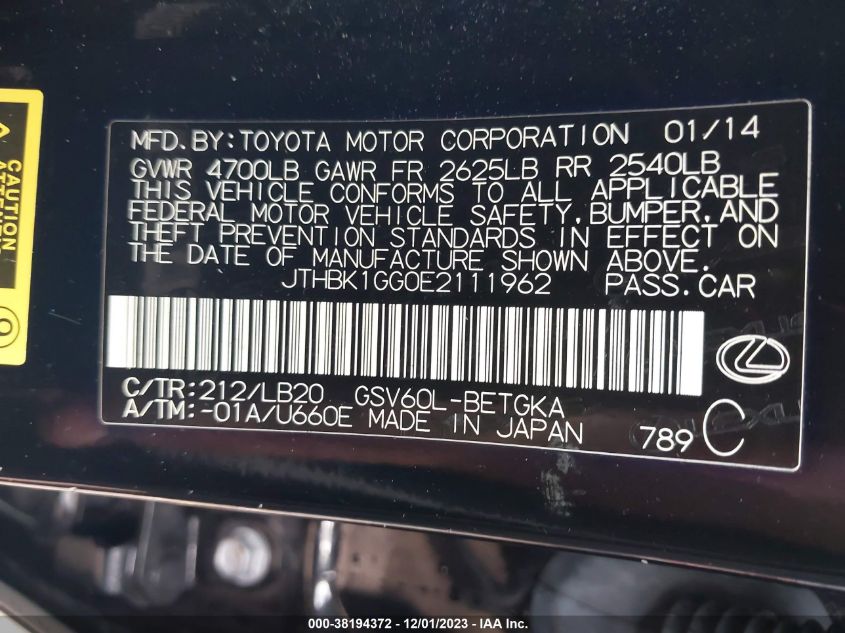 MFD.BY:TOYOTA MOTOR CORPORATION 01/14
GVWR 4700LB GAWR FR 2625LB RR 2540LB
THIS VEHICLE CONFORMS TO ALL APPLICABLE
FEDERAL MOTOR VEHICLE SAFETY,BUMPER,AND
THEFT PREVENTION STANDARDS IN EFFECT ON
THE DATE OF MANUFACTURE SHOWN ABOVE.
JTHBK1GG0E2111962 PASS.CAR
C/TR:212/LB20 GSV60L-BETGKA
A/TM:-01A/U660E MADE IN JAPAN
789 C
CAUTION
000-38194372 - 12/01/2023 - IAA, Inc.